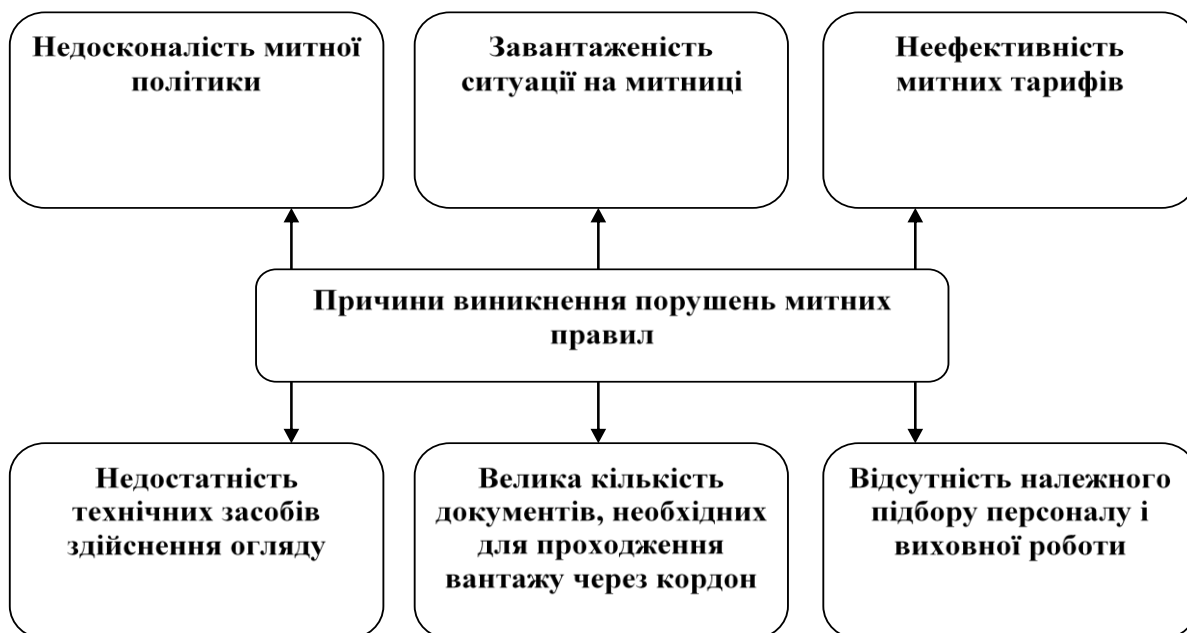 Недосконалість митної
політики
Завантаженість
ситуації на митниці
Неефективність
митних тарифів
Причини виникнення порушень митних
правил
Недостатність
технічних засобів
здійснення огляду
Велика кількість
документів, необхідних
для проходження
вантажу через кордон
Відсутність належного
підбору персоналу і
виховної роботи